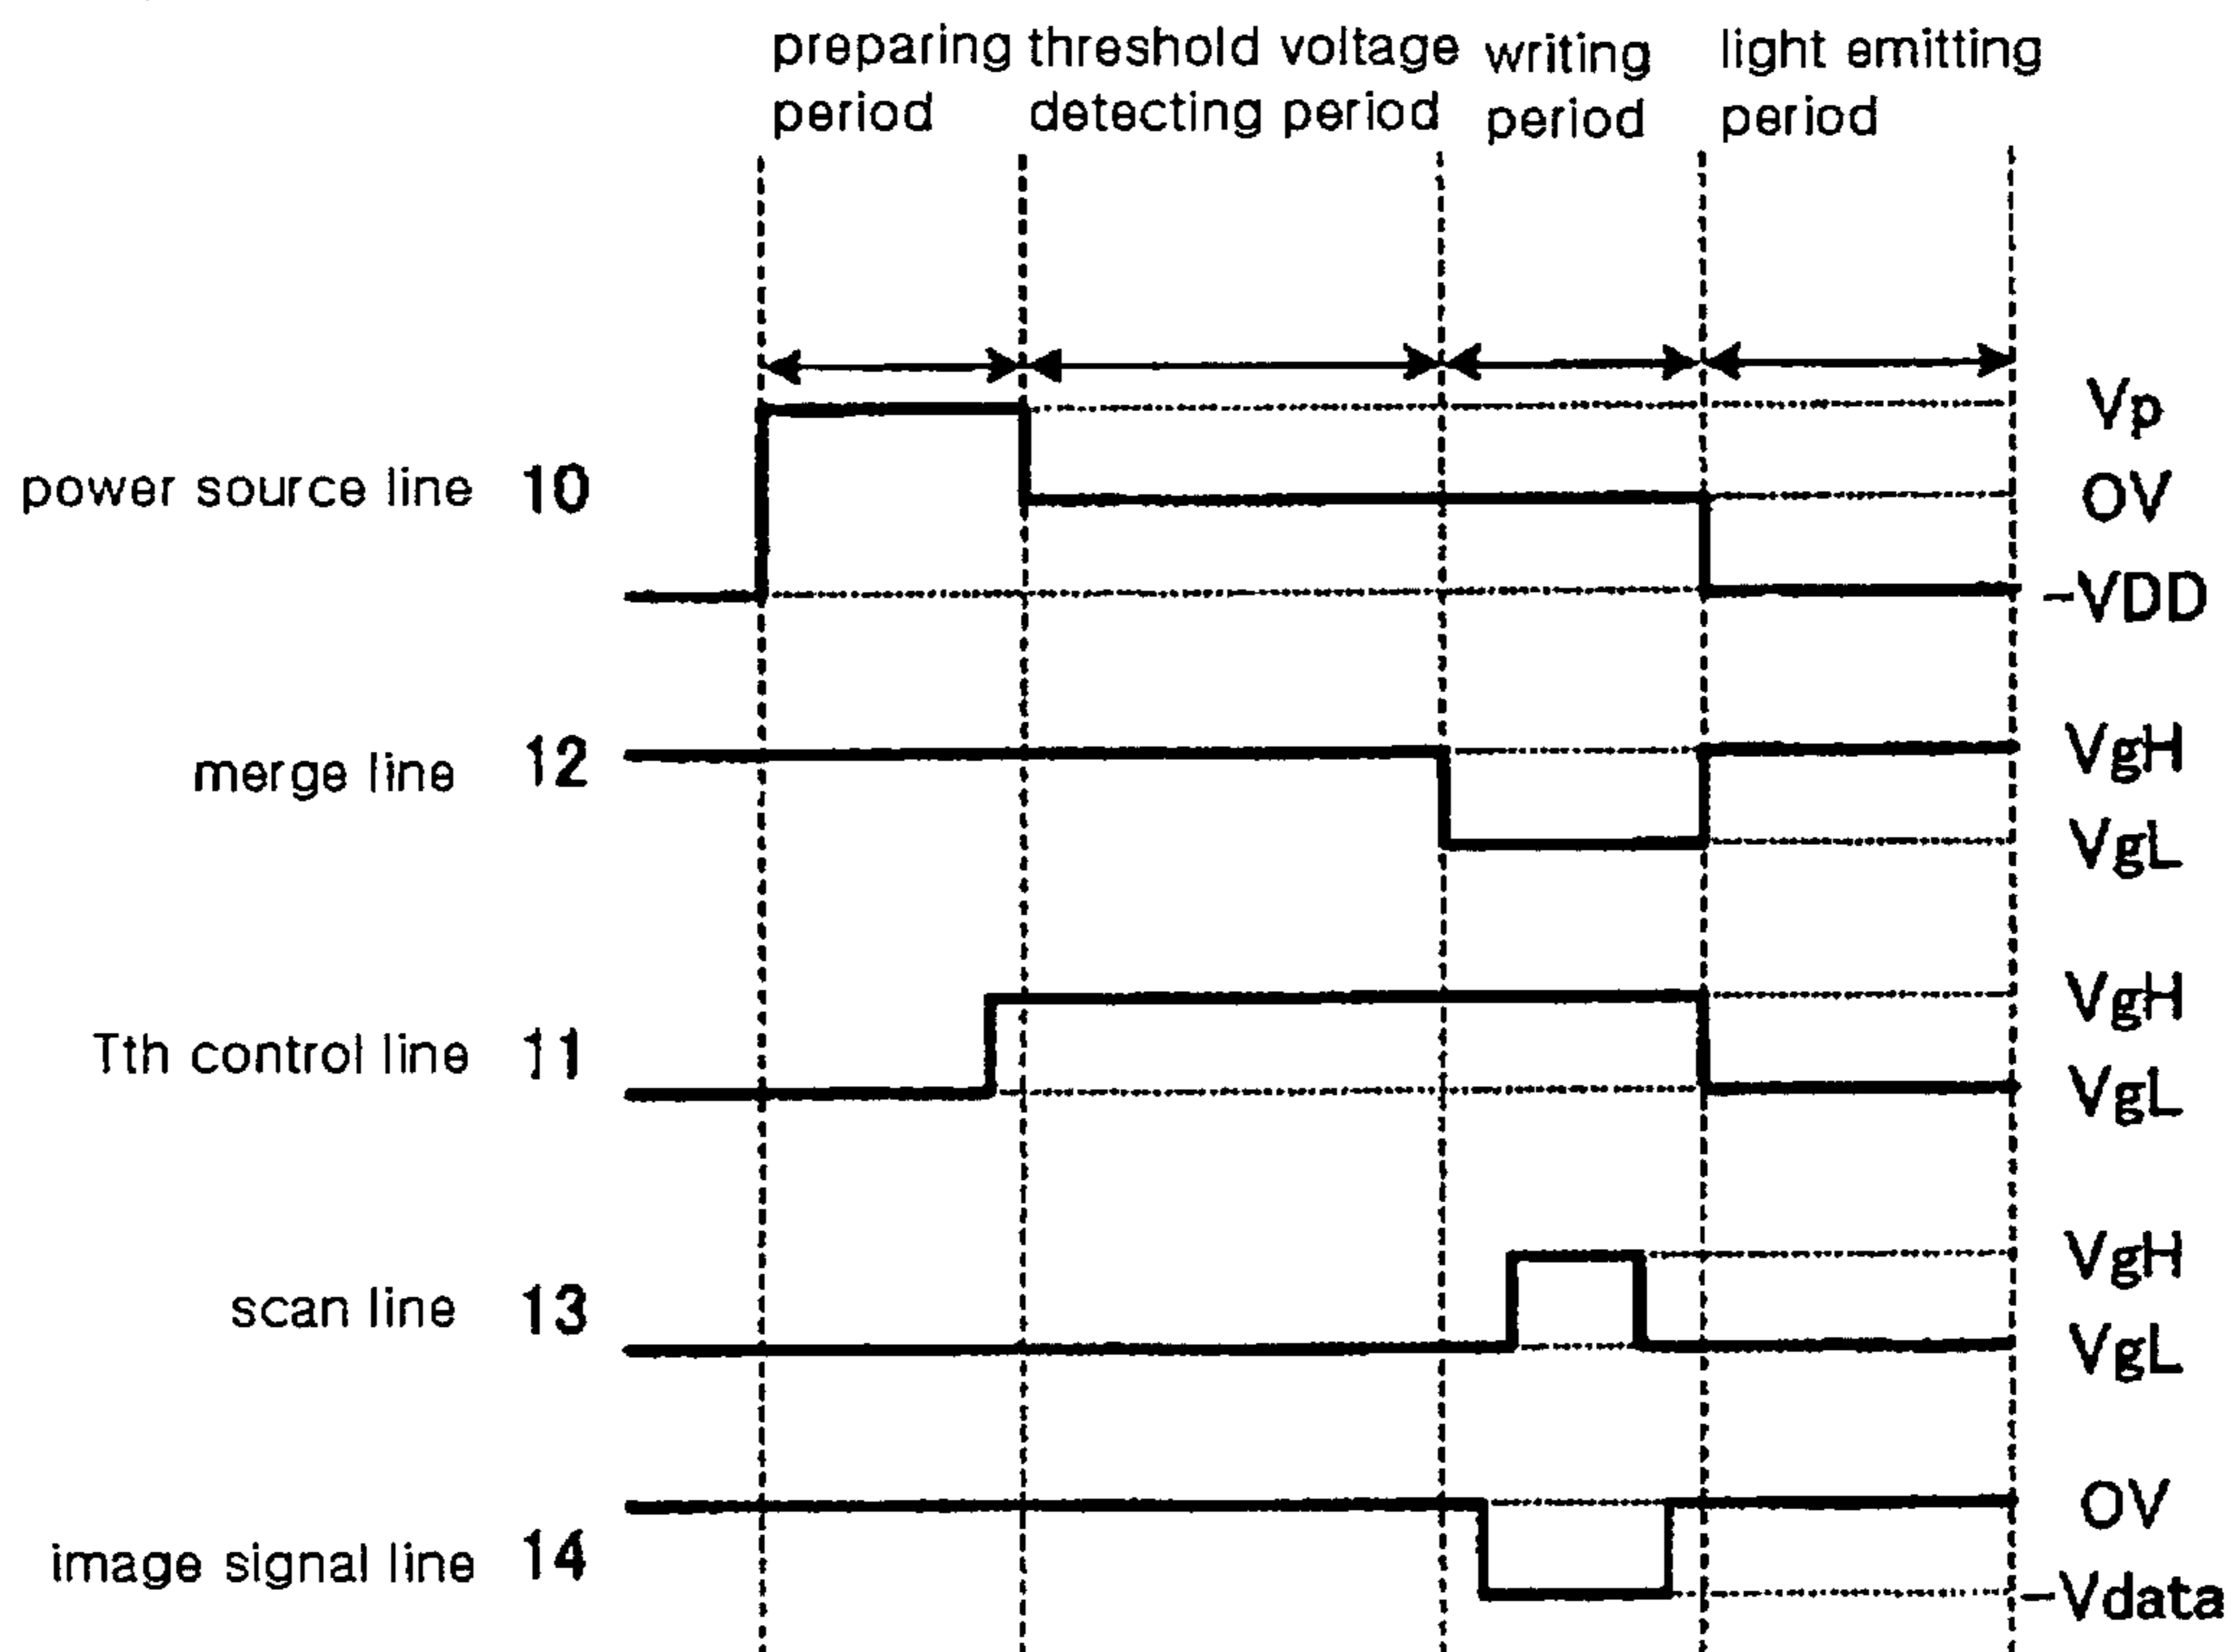 preparing threshold voltage writing light emitting
period detecting period period period
Vp
power source line 10 OV
-VDD
merge line 12 VgH
VgL
VgH
Tth control line 11 VgL
VgH
scan line 13 VgL
OV
image signal line 14 -Vdata